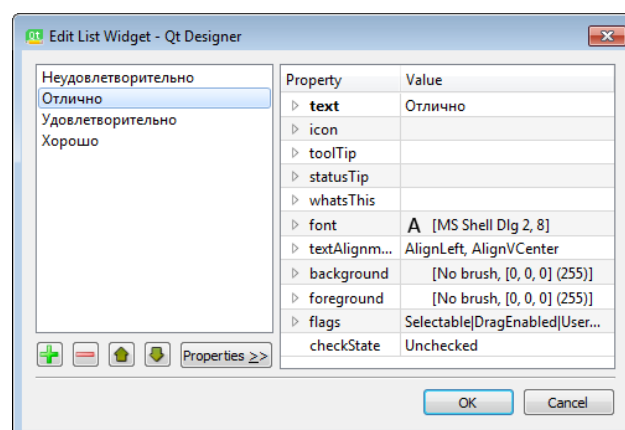 Edit List Widget - Qt Designer
Неудовлетворительно
Отлично
Удовлетворительно
Хорошо
Property Value
text Отлично
icon
toolTip
statusTip
whatsThis
font A [MS Shell Dlg 2, 8]
textAlignm... AlignLeft, AlignVCenter
background [No brush, [0, 0, 0] (255)]
foreground [No brush, [0, 0, 0] (255)]
flags Selectable|DragEnabled|User...
checkState Unchecked
Properties >>
OK Cancel